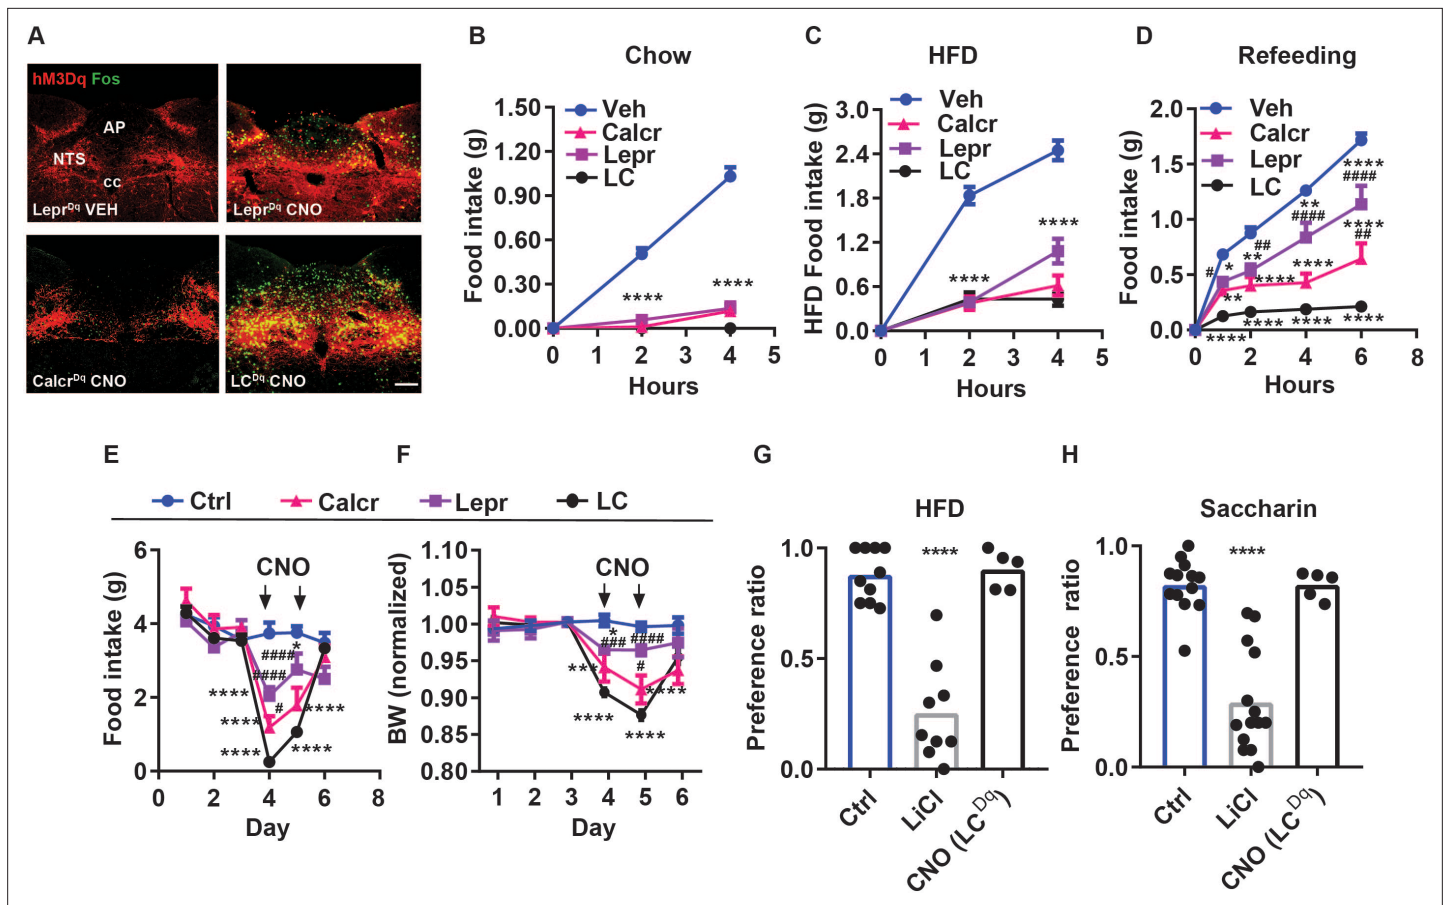 A
hM3Dq Fos
AP
NTS
cc
Lepr^Dq VEH
Lepr^Dq CNO
Calcr^Dq CNO
LC^Dq CNO
B
Chow
Food intake (g)
1.50
1.20
0.90
0.60
0.30
0.00
Veh
Calcr
Lepr
LC
****
****
0 1 2 3 4 5
Hours
C
HFD
HFD Food intake (g)
3.0
2.4
1.8
1.2
0.6
0.0
Veh
Calcr
Lepr
LC
****
****
0 1 2 3 4 5
Hours
D
Refeeding
Food intake (g)
2.0
1.5
1.0
0.5
0.0
Veh
Calcr
Lepr
LC
****
####
**
####
****
##
##
**
# *
****
****
**
****
****
****
****
0 2 4 6 8
Hours
E
F
Ctrl Calcr Lepr LC
Food intake (g)
6
4
2
0
CNO
*
####
####
#
****
****
****
****
****
0 2 4 6 8
Day
BW (normalized)
1.10
1.05
1.00
0.95
0.90
0.85
0.80
CNO
*
###
####
***
#
****
****
****
1 2 3 4 5 6
Day
G
HFD
Preference ratio
1.0
0.5
0.0
****
Ctrl
LiCl
CNO (LC^Dq)
H
Saccharin
Preference ratio
1.0
0.5
0.0
****
Ctrl
LiCl
CNO (LC^Dq)